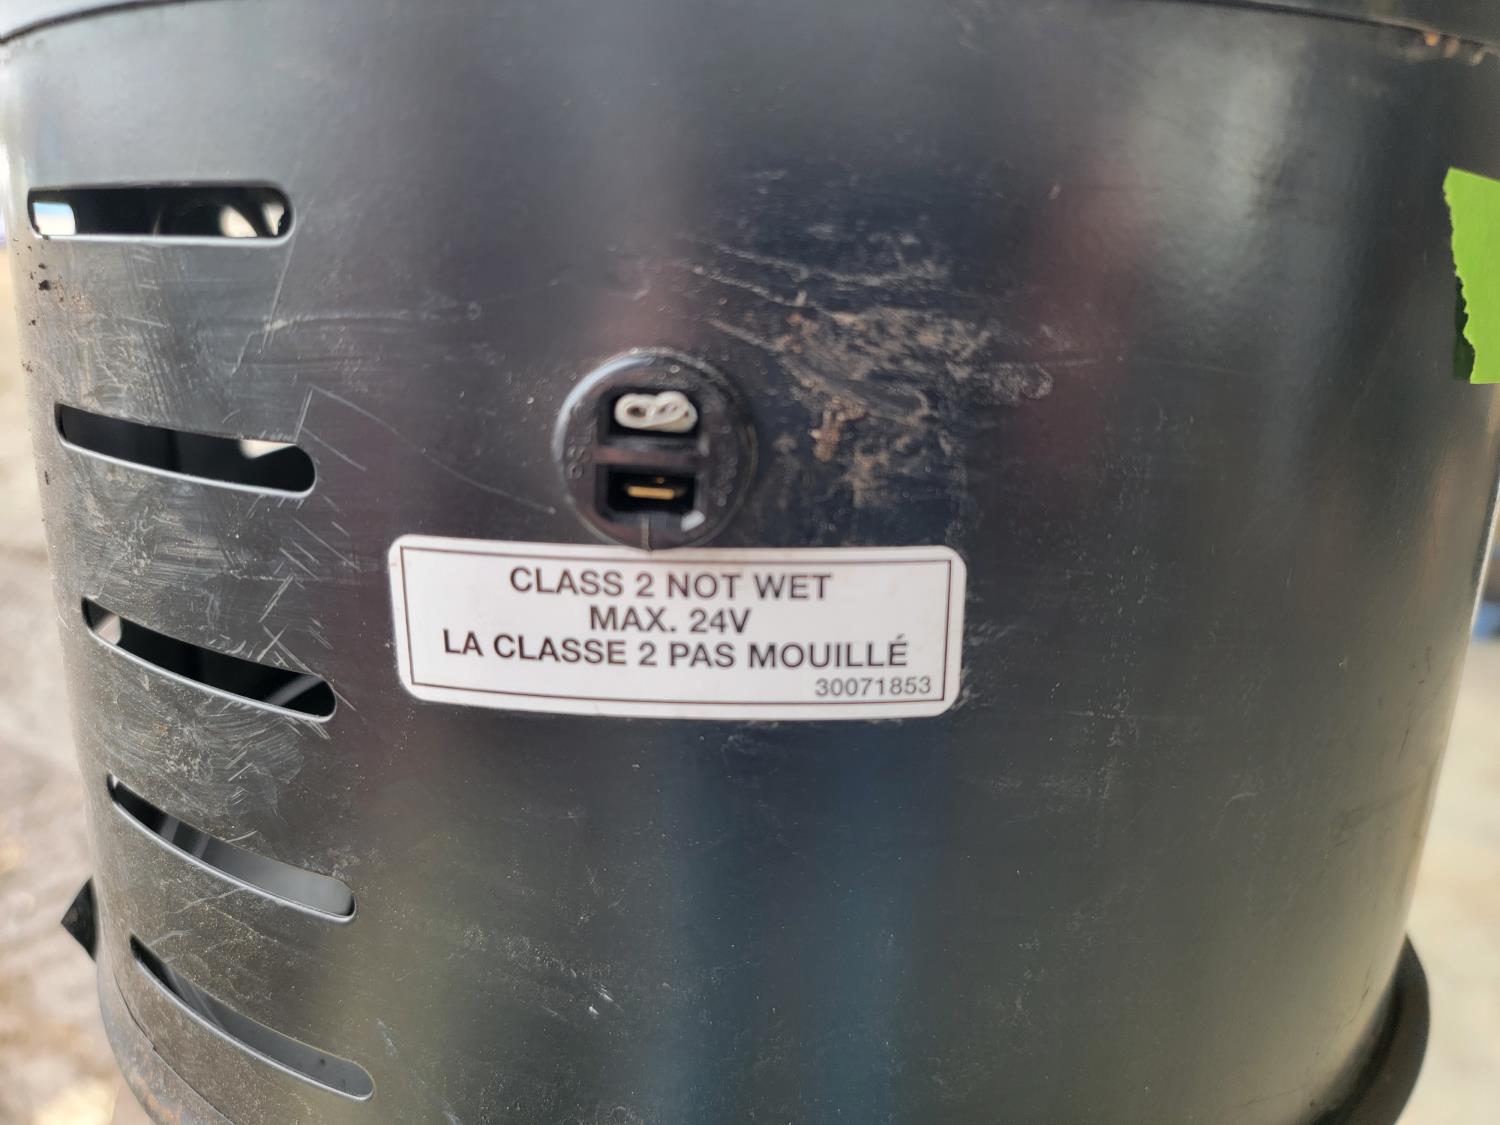 CLASS 2 NOT WET
MAX. 24V
LA CLASSE 2 PAS MOUILLÉ
30071853